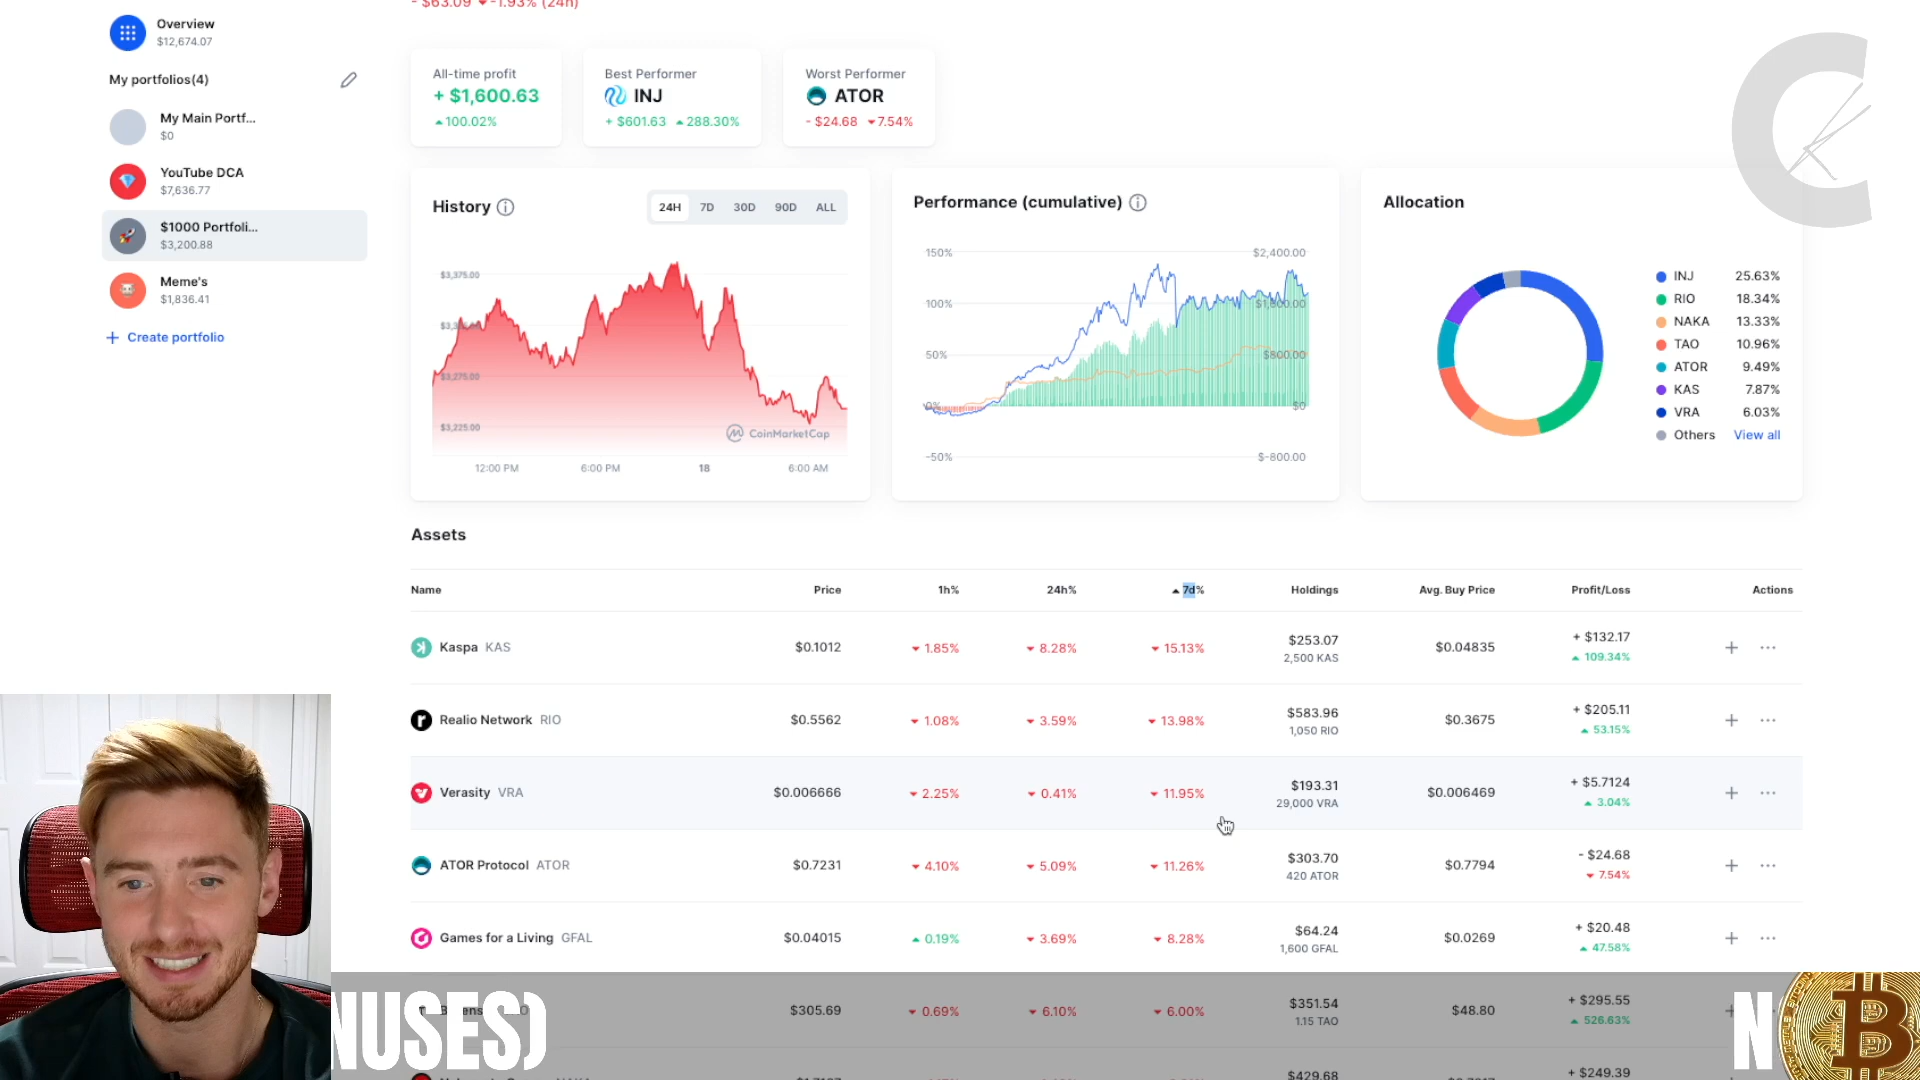 - $63.09 -1.93% (24h)
Overview
$12,674.07
My portfolios(4)
My Main Portf...
$0
YouTube DCA
$7,636.77
$1000 Portfoli...
$3,200.88
Meme's
$1,836.41
+ Create portfolio
All-time profit
+ $1,600.63
100.02%
Best Performer
INJ
+ $601.63 288.30%
Worst Performer
ATOR
- $24.68 7.54%
History
24H 7D 30D 90D ALL
$3,375.00
$3,275.00
$3,225.00
CoinMarketCap
12:00 PM 6:00 PM 18 6:00 AM
Performance (cumulative)
150% $2,400.00
100%
50% $800.00
0% $0
-50% $-800.00
Allocation
INJ 25.63%
RIO 18.34%
NAKA 13.33%
TAO 10.96%
ATOR 9.49%
KAS 7.87%
VRA 6.03%
Others View all
Assets
Name Price 1h% 24h% 7d% Holdings Avg. Buy Price Profit/Loss Actions
Kaspa KAS $0.1012 1.85% 8.28% 15.13% $253.07 $0.04835 + $132.17
2,500 KAS 109.34%
Realio Network RIO $0.5562 1.08% 3.59% 13.98% $583.96 $0.3675 + $205.11
1,050 RIO 53.15%
Verasity VRA $0.006666 2.25% 0.41% 11.95% $193.31 $0.006469 + $5.7124
29,000 VRA 3.04%
ATOR Protocol ATOR $0.7231 4.10% 5.09% 11.26% $303.70 $0.7794 - $24.68
420 ATOR 7.54%
Games for a Living GFAL $0.04015 0.19% 3.69% 8.28% $64.24 $0.0269 + $20.48
1,600 GFAL 47.58%
$305.69 0.69% 6.10% 6.00% $351.54 $48.80 + $295.55
1.15 TAO 526.63%
$429.68 + $249.39
NUSES) N